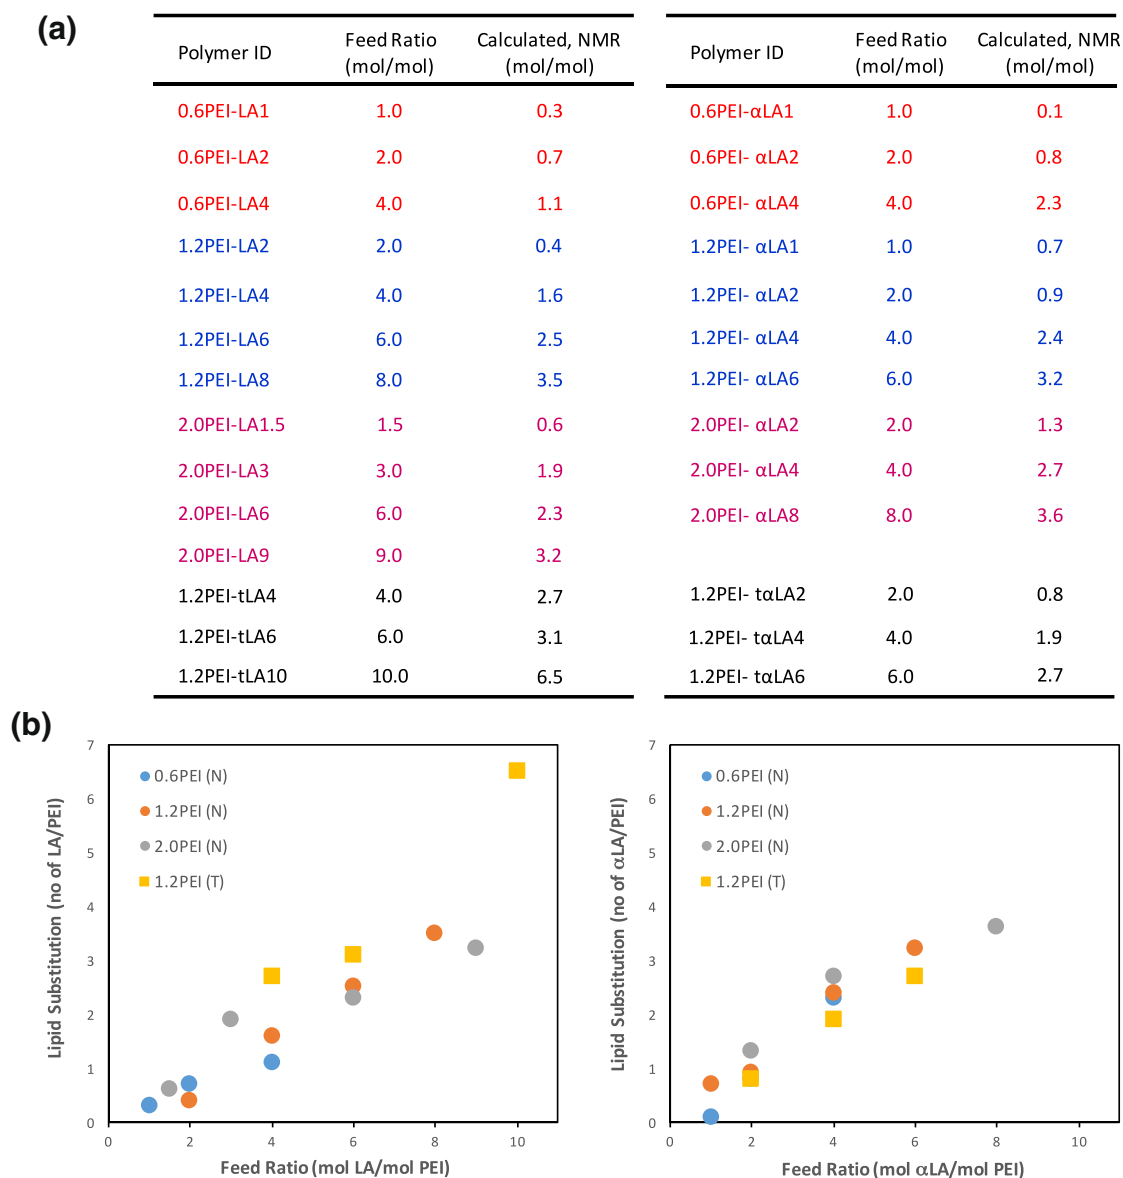 (a)
Polymer ID Feed Ratio (mol/mol) Calculated, NMR (mol/mol)
0.6PEI-LA1 1.0 0.3
0.6PEI-LA2 2.0 0.7
0.6PEI-LA4 4.0 1.1
1.2PEI-LA2 2.0 0.4
1.2PEI-LA4 4.0 1.6
1.2PEI-LA6 6.0 2.5
1.2PEI-LA8 8.0 3.5
2.0PEI-LA1.5 1.5 0.6
2.0PEI-LA3 3.0 1.9
2.0PEI-LA6 6.0 2.3
2.0PEI-LA9 9.0 3.2
1.2PEI-tLA4 4.0 2.7
1.2PEI-tLA6 6.0 3.1
1.2PEI-tLA10 10.0 6.5
Polymer ID Feed Ratio (mol/mol) Calculated, NMR (mol/mol)
0.6PEI-αLA1 1.0 0.1
0.6PEI- αLA2 2.0 0.8
0.6PEI- αLA4 4.0 2.3
1.2PEI- αLA1 1.0 0.7
1.2PEI- αLA2 2.0 0.9
1.2PEI- αLA4 4.0 2.4
1.2PEI- αLA6 6.0 3.2
2.0PEI- αLA2 2.0 1.3
2.0PEI- αLA4 4.0 2.7
2.0PEI- αLA8 8.0 3.6
1.2PEI- tαLA2 2.0 0.8
1.2PEI- tαLA4 4.0 1.9
1.2PEI- tαLA6 6.0 2.7
(b)
Lipid Substitution (no of LA/PEI)
7
6
5
4
3
2
1
0
0.6PEI (N)
1.2PEI (N)
2.0PEI (N)
1.2PEI (T)
0 2 4 6 8 10
Feed Ratio (mol LA/mol PEI)
Lipid Substitution (no of αLA/PEI)
7
6
5
4
3
2
1
0
0.6PEI (N)
1.2PEI (N)
2.0PEI (N)
1.2PEI (T)
0 2 4 6 8 10
Feed Ratio (mol αLA/mol PEI)